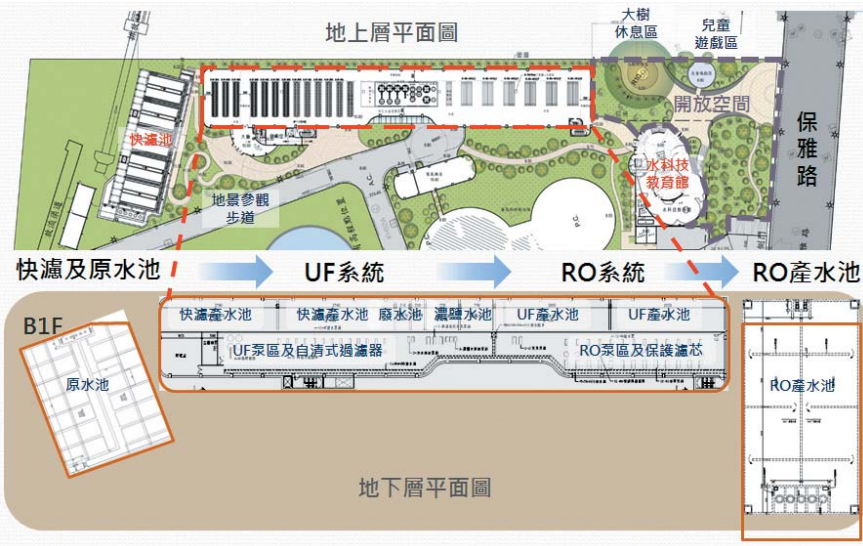 地上層平面圖
大樹
休息區
兒童
遊戲區
開放空間
保雅路
快濾池
水科技
教育館
地景參觀
步道
快濾及原水池
UF系統
RO系統
RO產水池
B1F
快濾產水池
快濾產水池
廢水池
濃鹽水池
UF產水池
UF產水池
UF泵區及自清式過濾器
RO泵區及保護濾芯
原水池
RO產水池
地下層平面圖